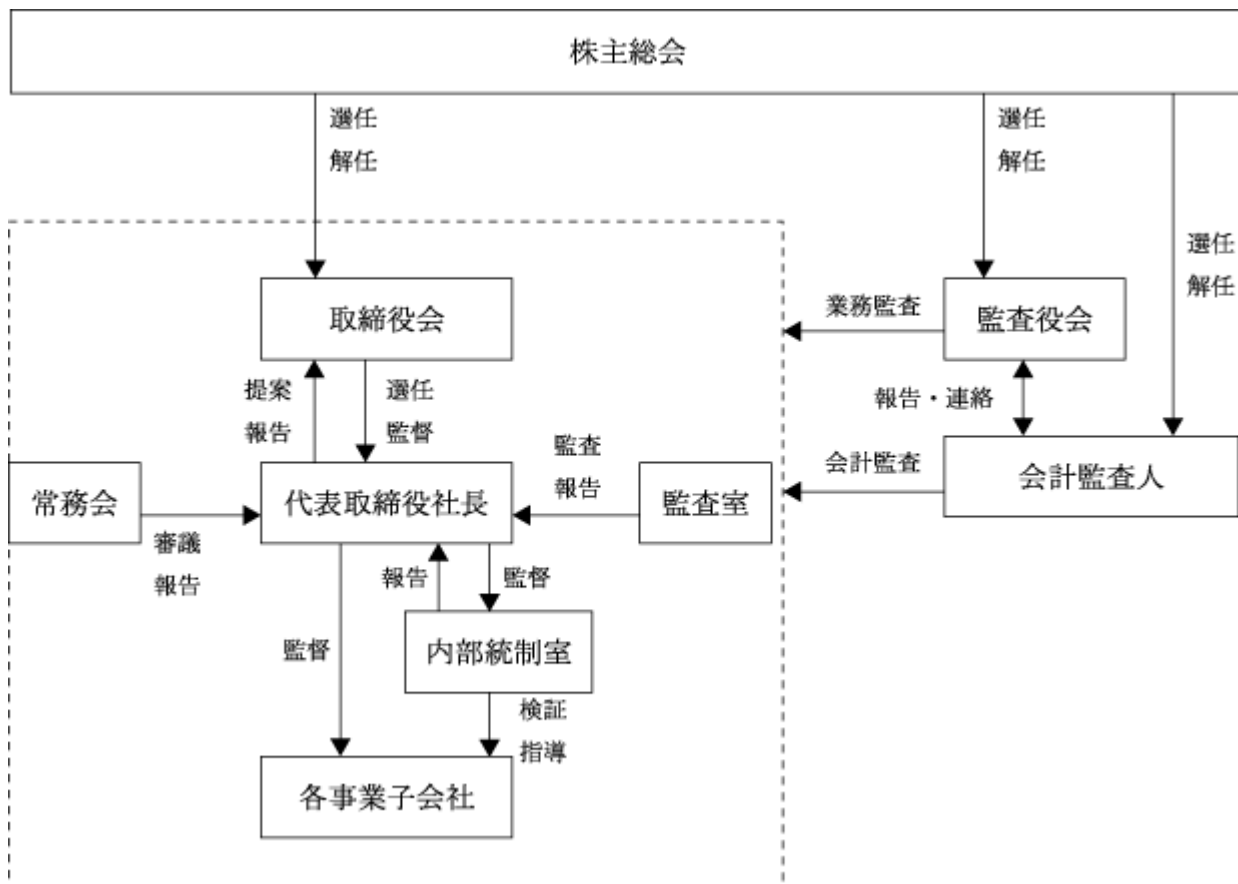 株主総会
選任
解任
選任
解任
選任
解任
取締役会
業務監査
監査役会
提案
報告
選任
監督
報告・連絡
常務会
審議
報告
代表取締役社長
監査
報告
監査室
会計監査
会計監査人
報告
監督
監督
内部統制室
検証
指導
各事業子会社